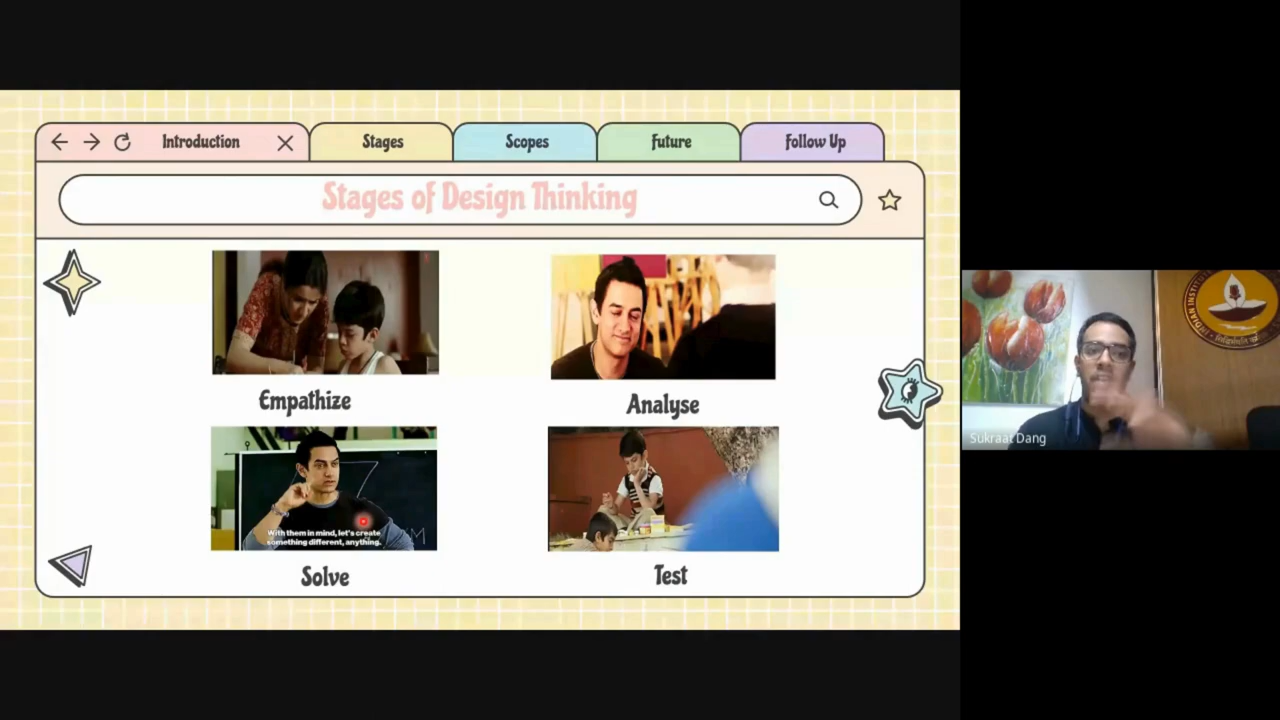 Introduction
Stages
Scopes
Future
Follow Up
Stages of Design Thinking
Empathize
Analyse
With them in mind, let's create
something different, anything.
Solve
Test
Sukraat Dang